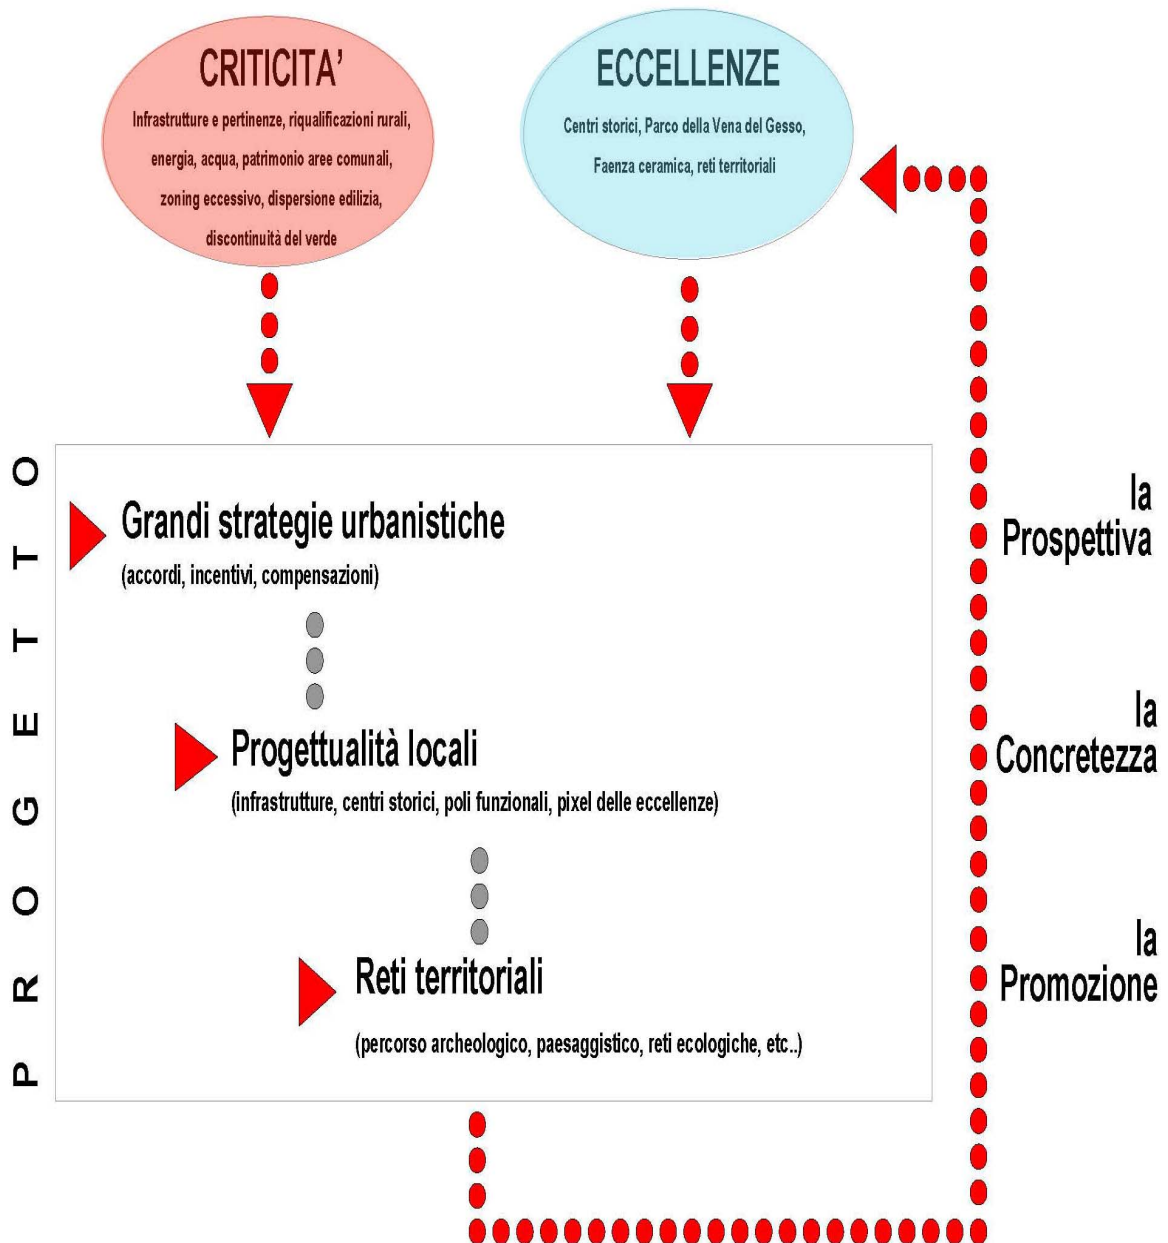 CRITICITA'
Infrastrutture e pertinenze, riqualificazioni rurali,
energia, acqua, patrimonio aree comunali,
zoning eccessivo, dispersione edilizia,
discontinuità del verde
ECCELLENZE
Centri storici, Parco della Vena del Gesso,
Faenza ceramica, reti territoriali
PROGETTO
Grandi strategie urbanistiche
(accordi, incentivi, compensazioni)
Progettualità locali
(infrastrutture, centri storici, poli funzionali, pixel delle eccellenze)
Reti territoriali
(percorso archeologico, paesaggistico, reti ecologiche, etc..)
la
Prospettiva
la
Concretezza
la
Promozione